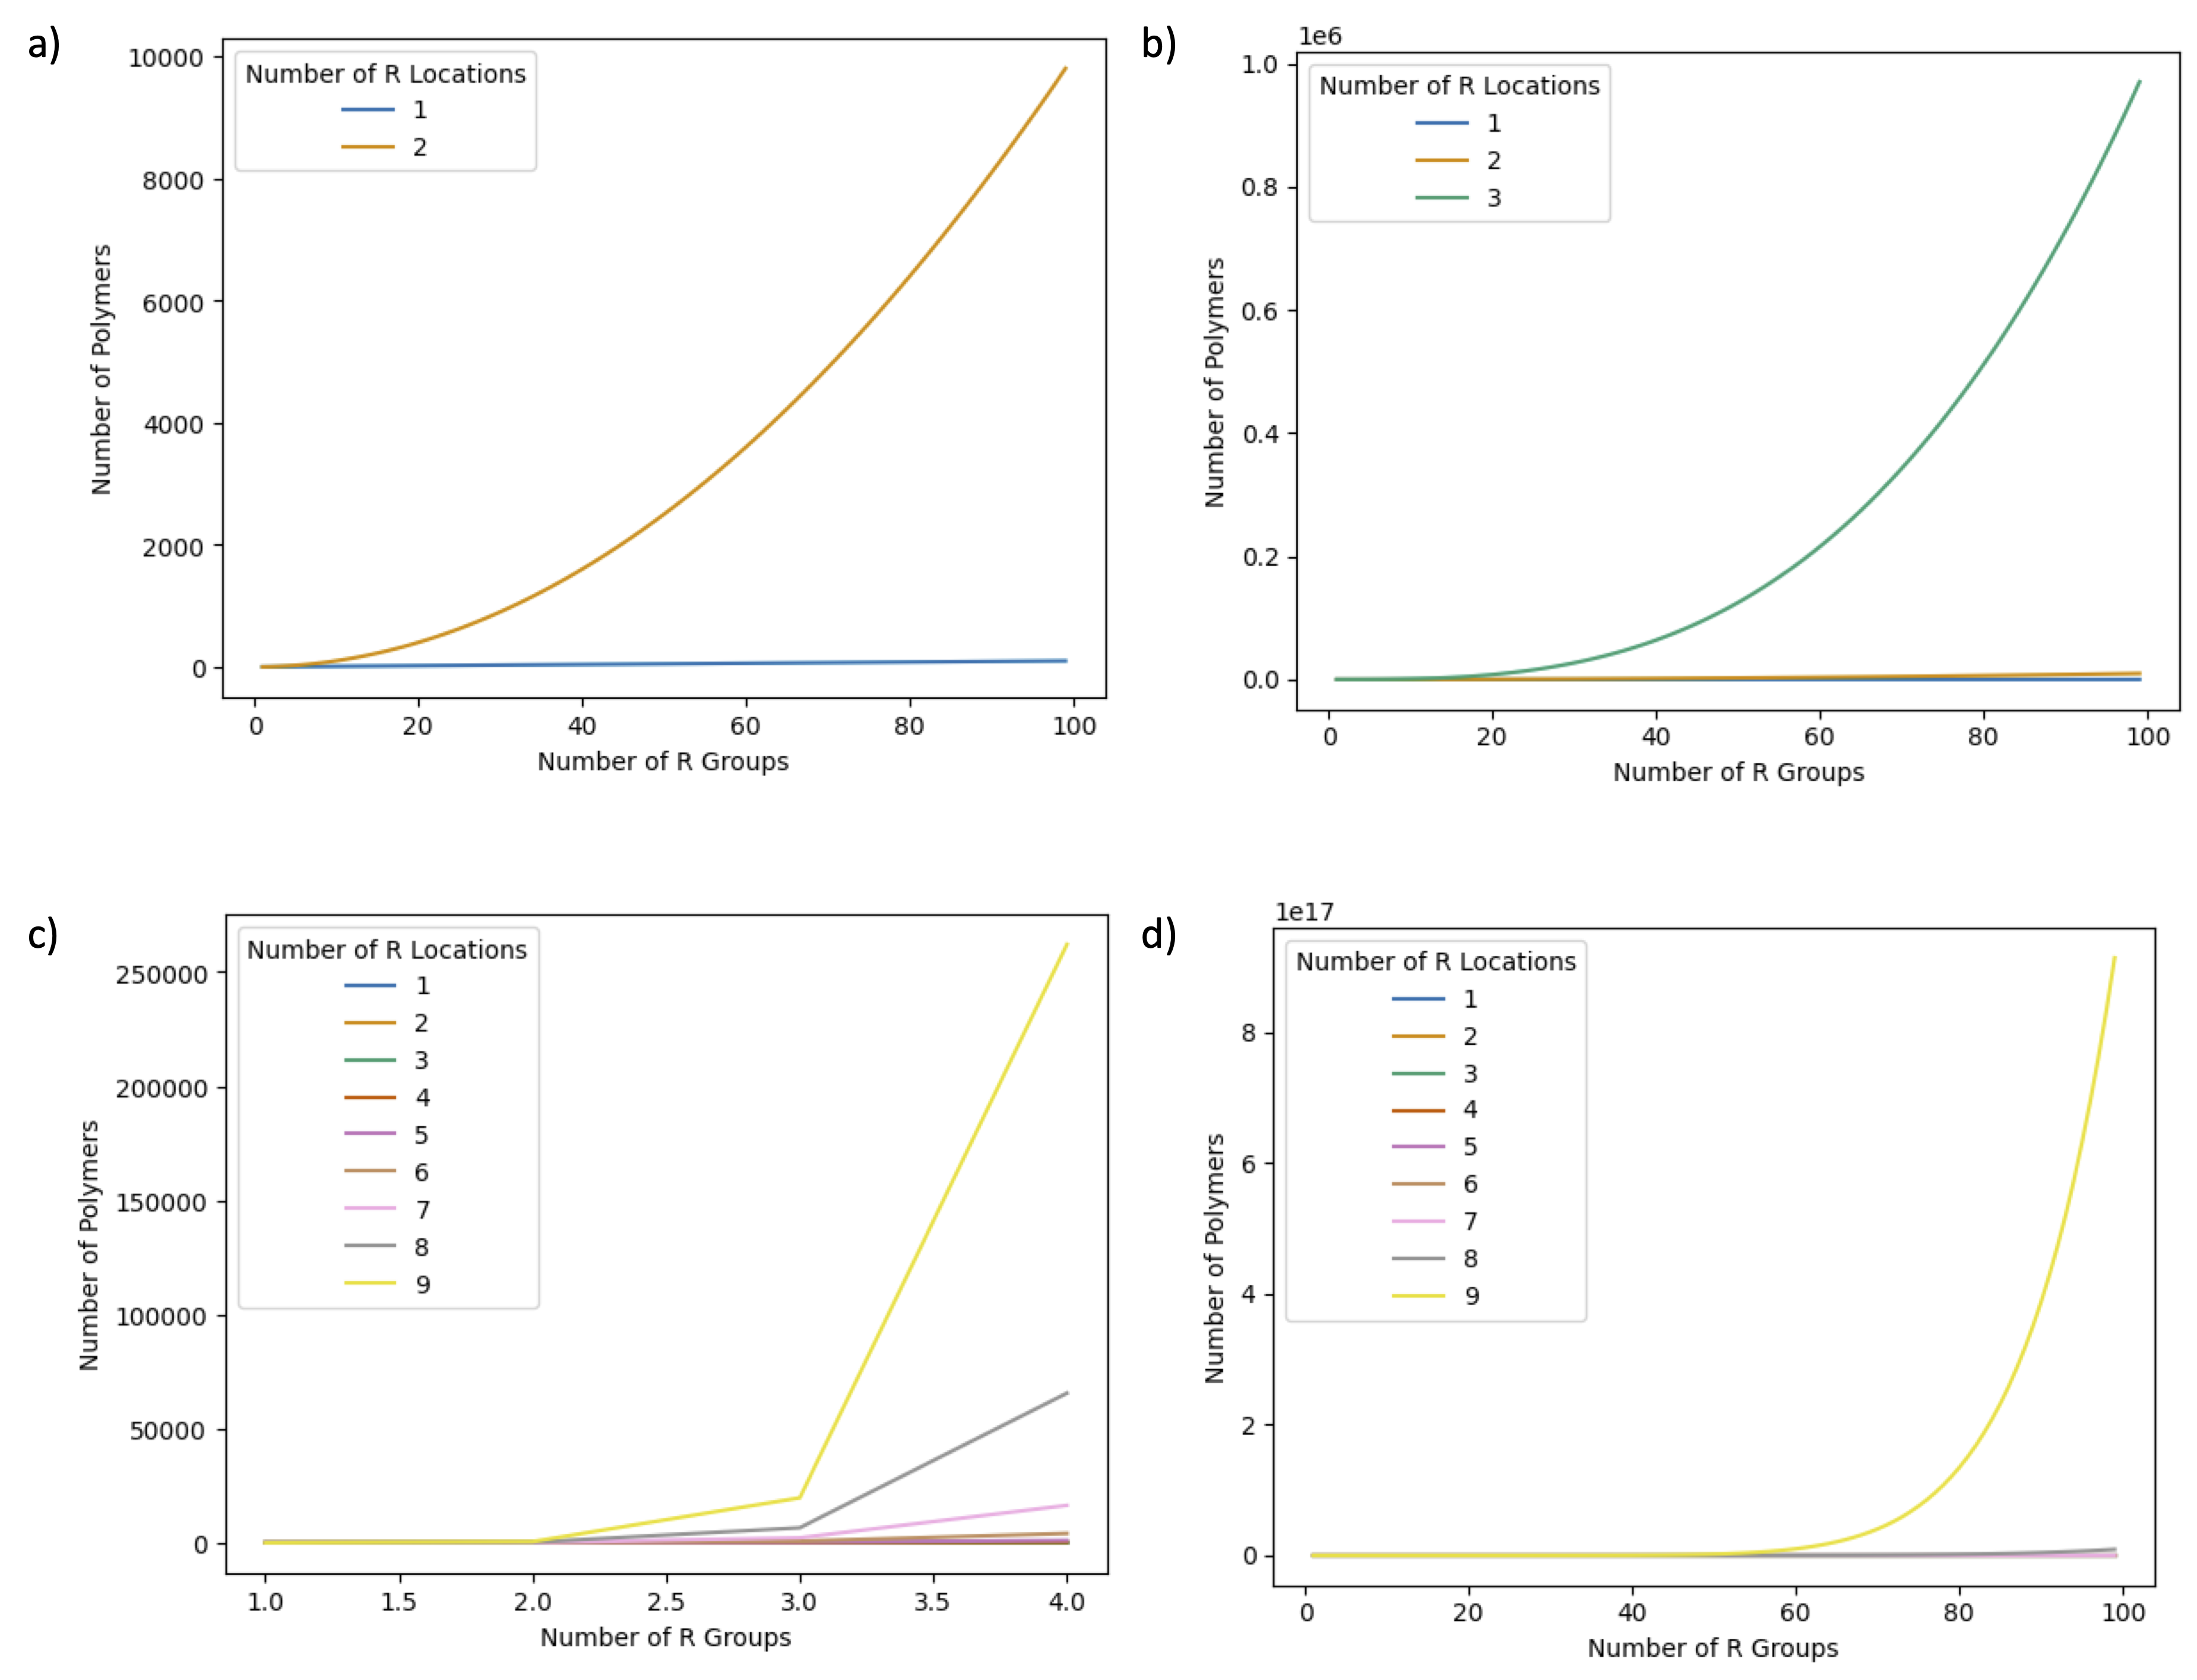 a)
Number of R Locations
1
2
10000
8000
6000
4000
2000
0
Number of Polymers
0 20 40 60 80 100
Number of R Groups
b)
1e6
Number of R Locations
1
2
3
1.0
0.8
0.6
0.4
0.2
0.0
Number of Polymers
0 20 40 60 80 100
Number of R Groups
c)
Number of R Locations
1
2
3
4
5
6
7
8
9
250000
200000
150000
100000
50000
0
Number of Polymers
1.0 1.5 2.0 2.5 3.0 3.5 4.0
Number of R Groups
d)
1e17
Number of R Locations
1
2
3
4
5
6
7
8
9
8
6
4
2
0
Number of Polymers
0 20 40 60 80 100
Number of R Groups